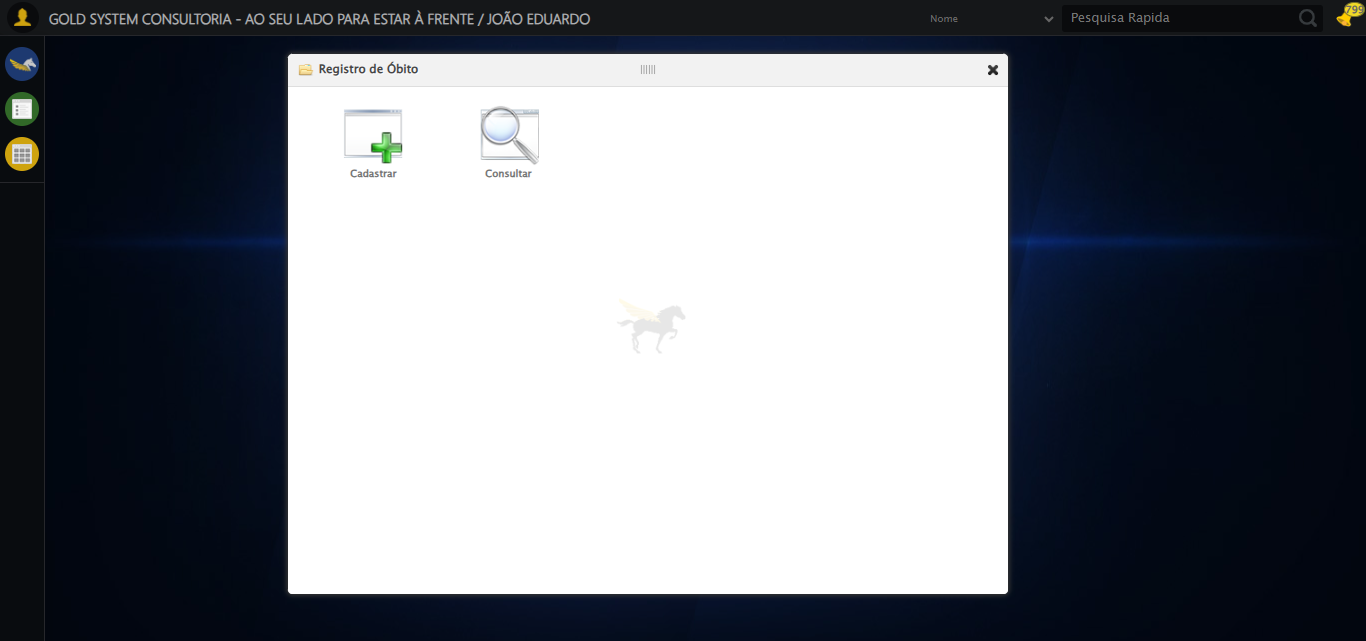 GOLD SYSTEM CONSULTORIA - AO SEU LADO PARA ESTAR À FRENTE / JOÃO EDUARDO
Nome
Pesquisa Rapida
799
Registro de Óbito
Cadastrar
Consultar